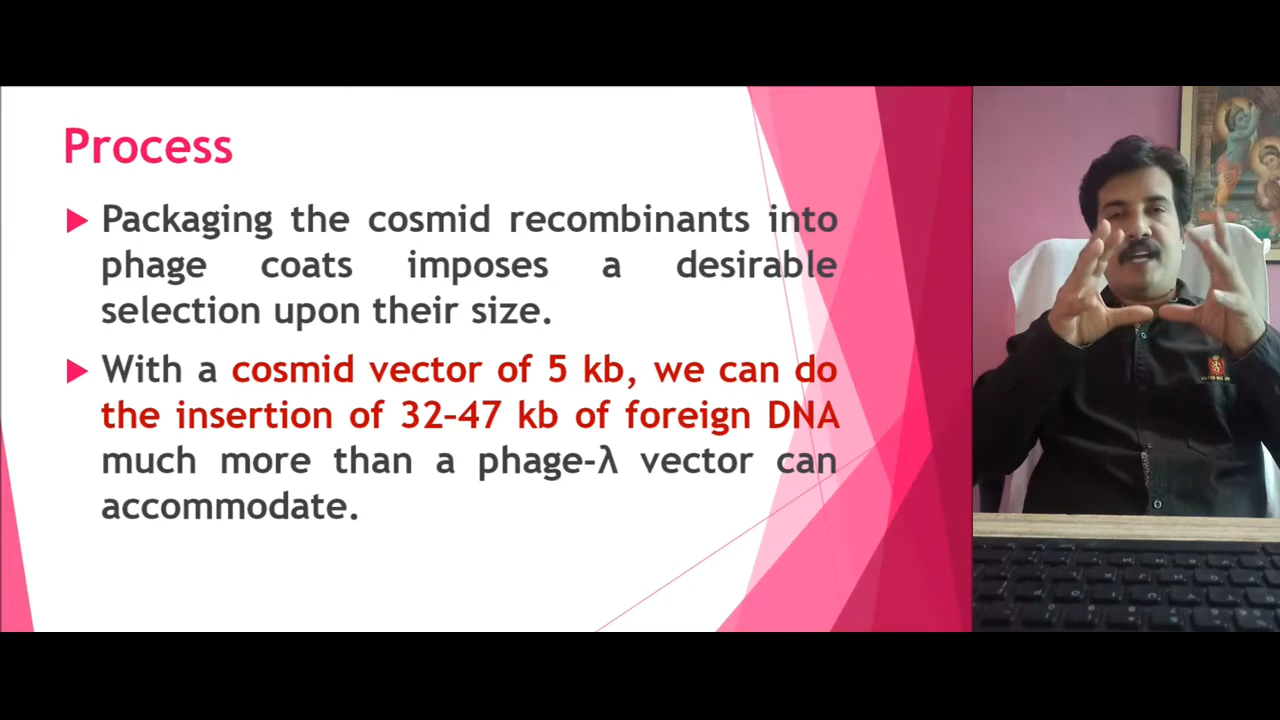 Process
Packaging the cosmid recombinants into
phage coats imposes a desirable
selection upon their size.
With a cosmid vector of 5 kb, we can do
the insertion of 32–47 kb of foreign DNA
much more than a phage-λ vector can
accommodate.